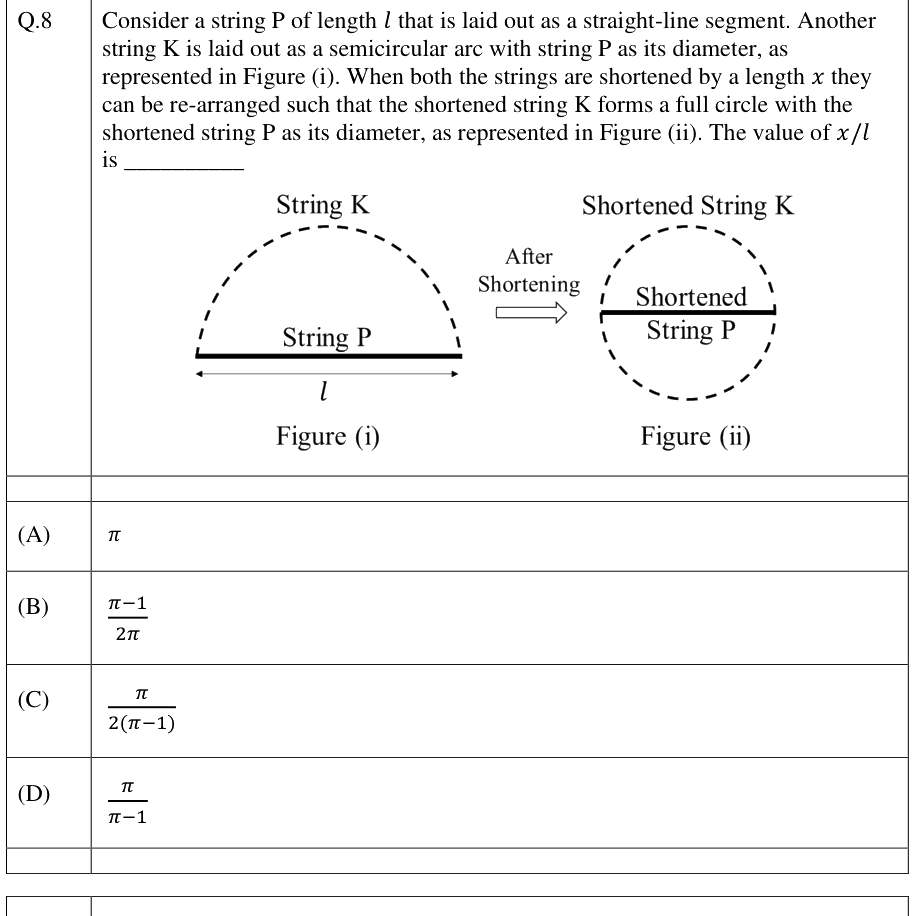 Q.8
Consider a string P of length l that is laid out as a straight-line segment. Another
string K is laid out as a semicircular arc with string P as its diameter, as
represented in Figure (i). When both the strings are shortened by a length x they
can be re-arranged such that the shortened string K forms a full circle with the
shortened string P as its diameter, as represented in Figure (ii). The value of x/l
is __________
String K
Shortened String K
After
Shortening
Shortened
String P
String P
l
Figure (i)
Figure (ii)
(A) π
(B) π−1
2π
(C) π
2(π−1)
(D) π
π−1